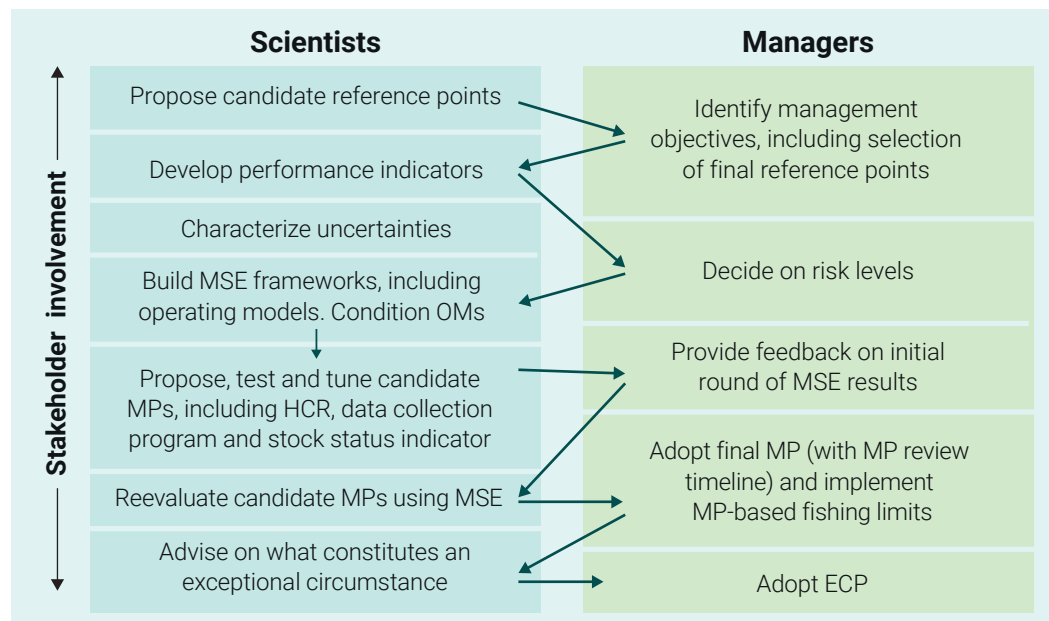 Scientists
Managers
Stakeholder involvement
Propose candidate reference points
Develop performance indicators
Characterize uncertainties
Build MSE frameworks, including
operating models. Condition OMs
Propose, test and tune candidate
MPs, including HCR, data collection
program and stock status indicator
Reevaluate candidate MPs using MSE
Advise on what constitutes an
exceptional circumstance
Identify management
objectives, including selection
of final reference points
Decide on risk levels
Provide feedback on initial
round of MSE results
Adopt final MP (with MP review
timeline) and implement
MP-based fishing limits
Adopt ECP